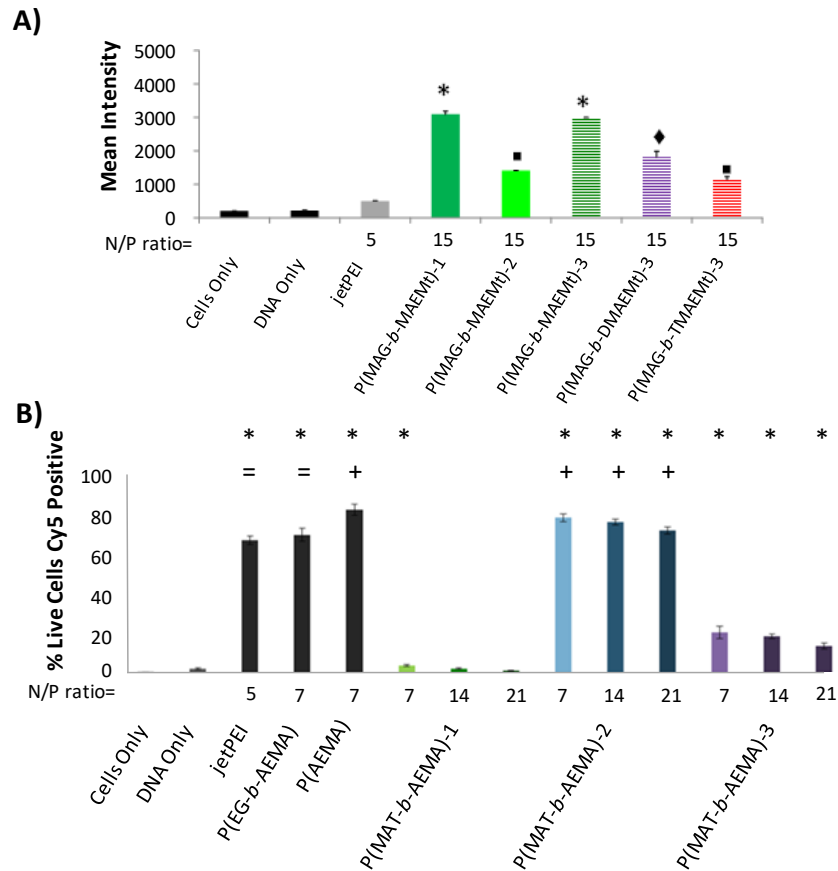 A)
Mean Intensity
5000
4000
3000
2000
1000
0
* ■ * ♦ ■
N/P ratio= 5 15 15 15 15 15
Cells Only
DNA Only
jetPEI
P(MAG-b-MAEMt)-1
P(MAG-b-MAEMt)-2
P(MAG-b-MAEMt)-3
P(MAG-b-DMAEMt)-3
P(MAG-b-TMAEMt)-3
B)
% Live Cells Cy5 Positive
* * * * * * * * * *
= = + + + +
100
80
60
40
20
0
N/P ratio= 5 7 7 7 14 21 7 14 21 7 14 21
Cells Only
DNA Only
jetPEI
P(EG-b-AEMA)
P(AEMA)
P(MAT-b-AEMA)-1
P(MAT-b-AEMA)-2
P(MAT-b-AEMA)-3